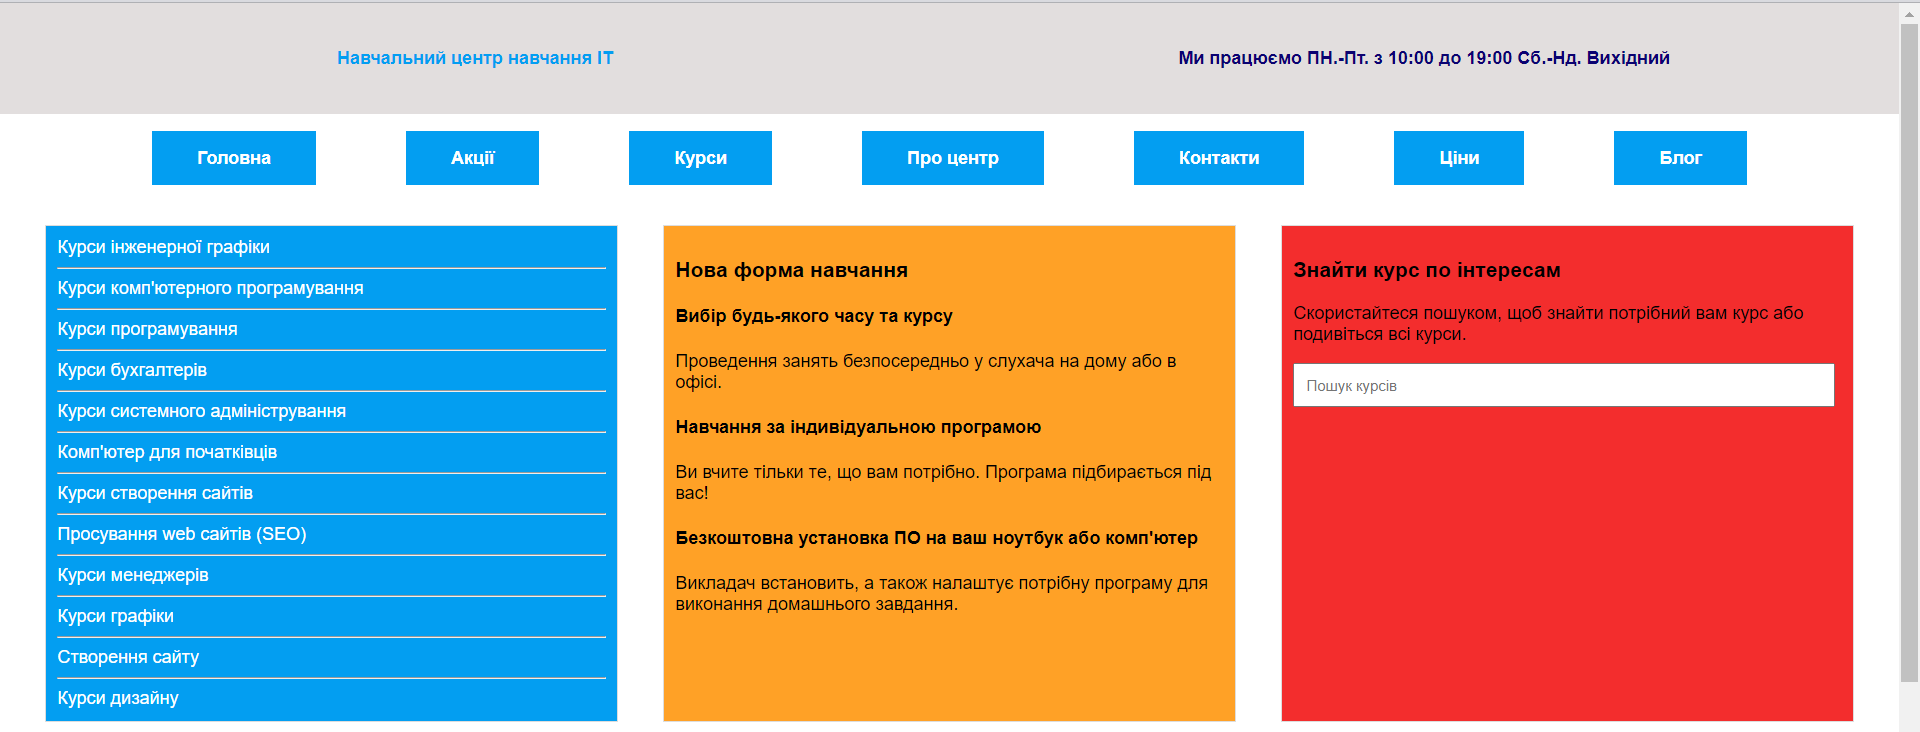 Навчальний центр навчання IT
Ми працюємо ПН.-Пт. з 10:00 до 19:00 Сб.-Нд. Вихідний
Головна
Акції
Курси
Про центр
Контакти
Ціни
Блог
Курси інженерної графіки
Курси комп'ютерного програмування
Курси програмування
Курси бухгалтерів
Курси системного адміністрування
Комп'ютер для початківців
Курси створення сайтів
Просування web сайтів (SEO)
Курси менеджерів
Курси графіки
Створення сайту
Курси дизайну
Нова форма навчання
Вибір будь-якого часу та курсу
Проведення занять безпосередньо у слухача на дому або в
офісі.
Навчання за індивідуальною програмою
Ви вчите тільки те, що вам потрібно. Програма підбирається під
вас!
Безкоштовна установка ПО на ваш ноутбук або комп'ютер
Викладач встановить, а також налаштує потрібну програму для
виконання домашнього завдання.
Знайти курс по інтересам
Скористайтеся пошуком, щоб знайти потрібний вам курс або
подивіться всі курси.
Пошук курсів